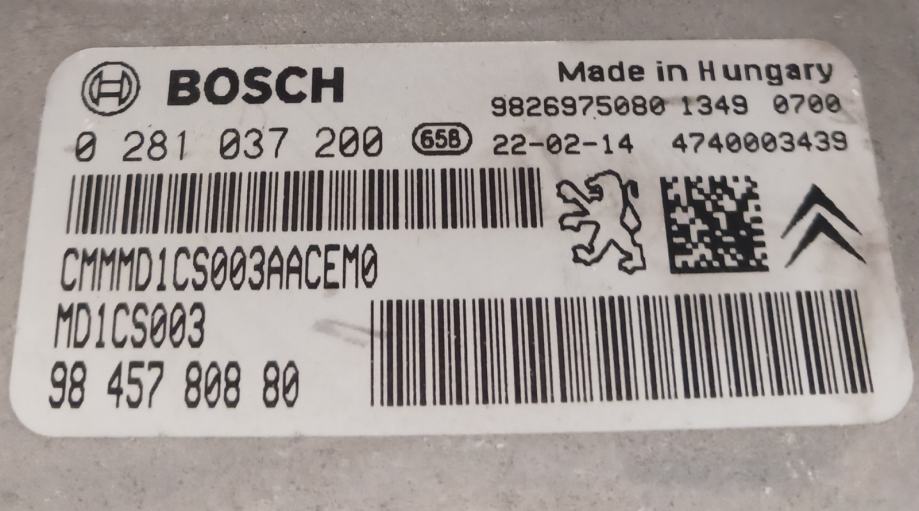 BOSCH
Made in Hungary
9826975080 1349 0700
0 281 037 200 658 22-02-14 4740003439
CMMMD1CS003AACEM0
MD1CS003
98 457 808 80